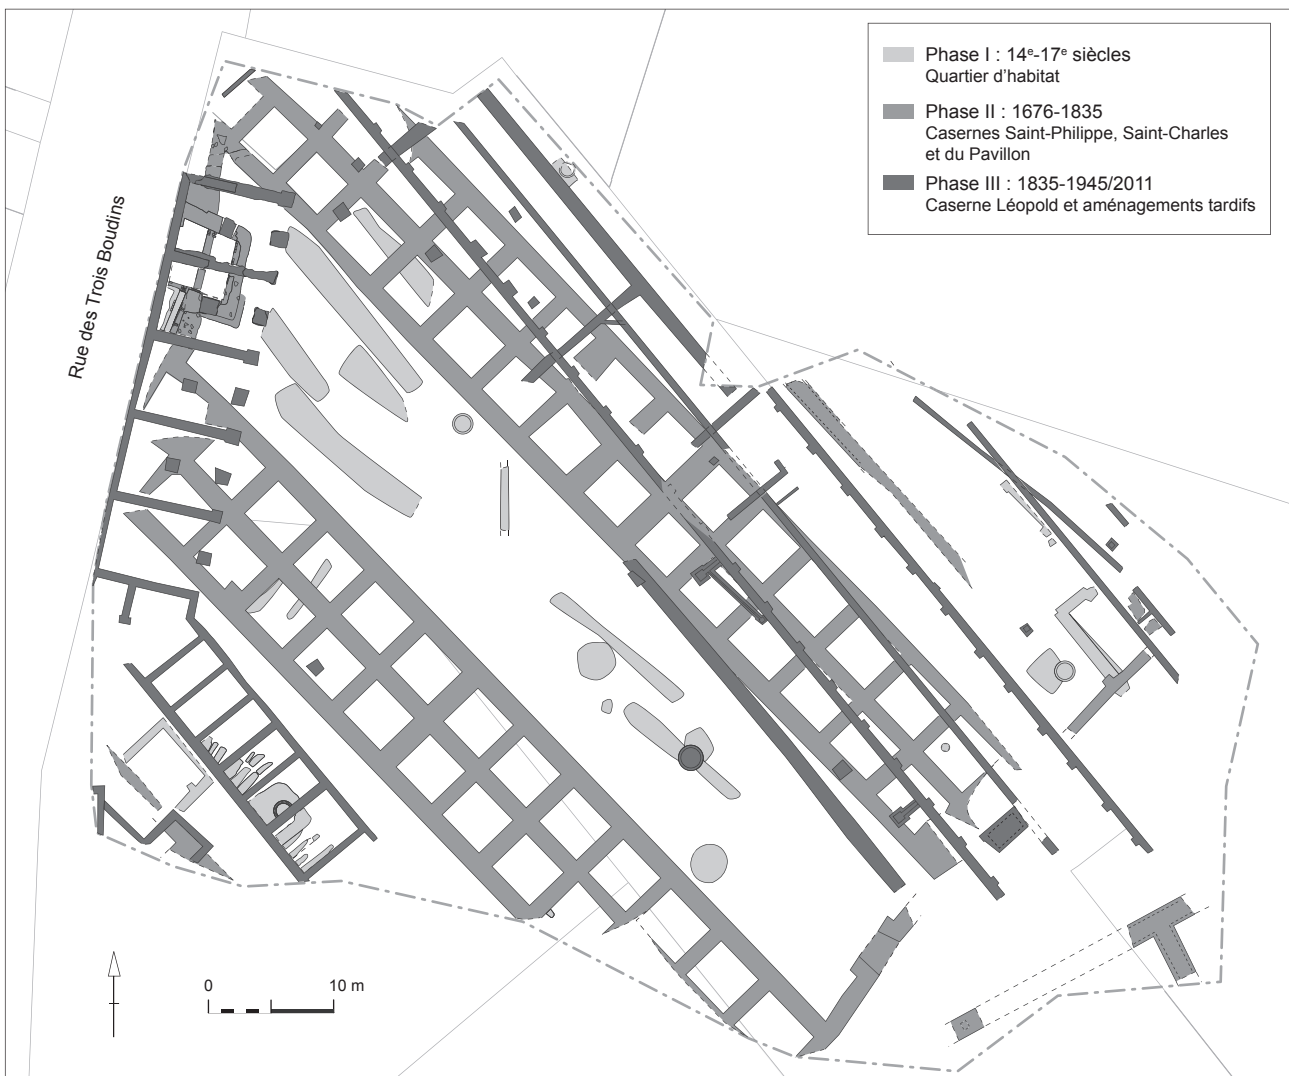 Phase I : 14e-17e siècles
Quartier d'habitat
Phase II : 1676-1835
Casernes Saint-Philippe, Saint-Charles
et du Pavillon
Phase III : 1835-1945/2011
Caserne Léopold et aménagements tardifs
Rue des Trois Boudins
0 10 m